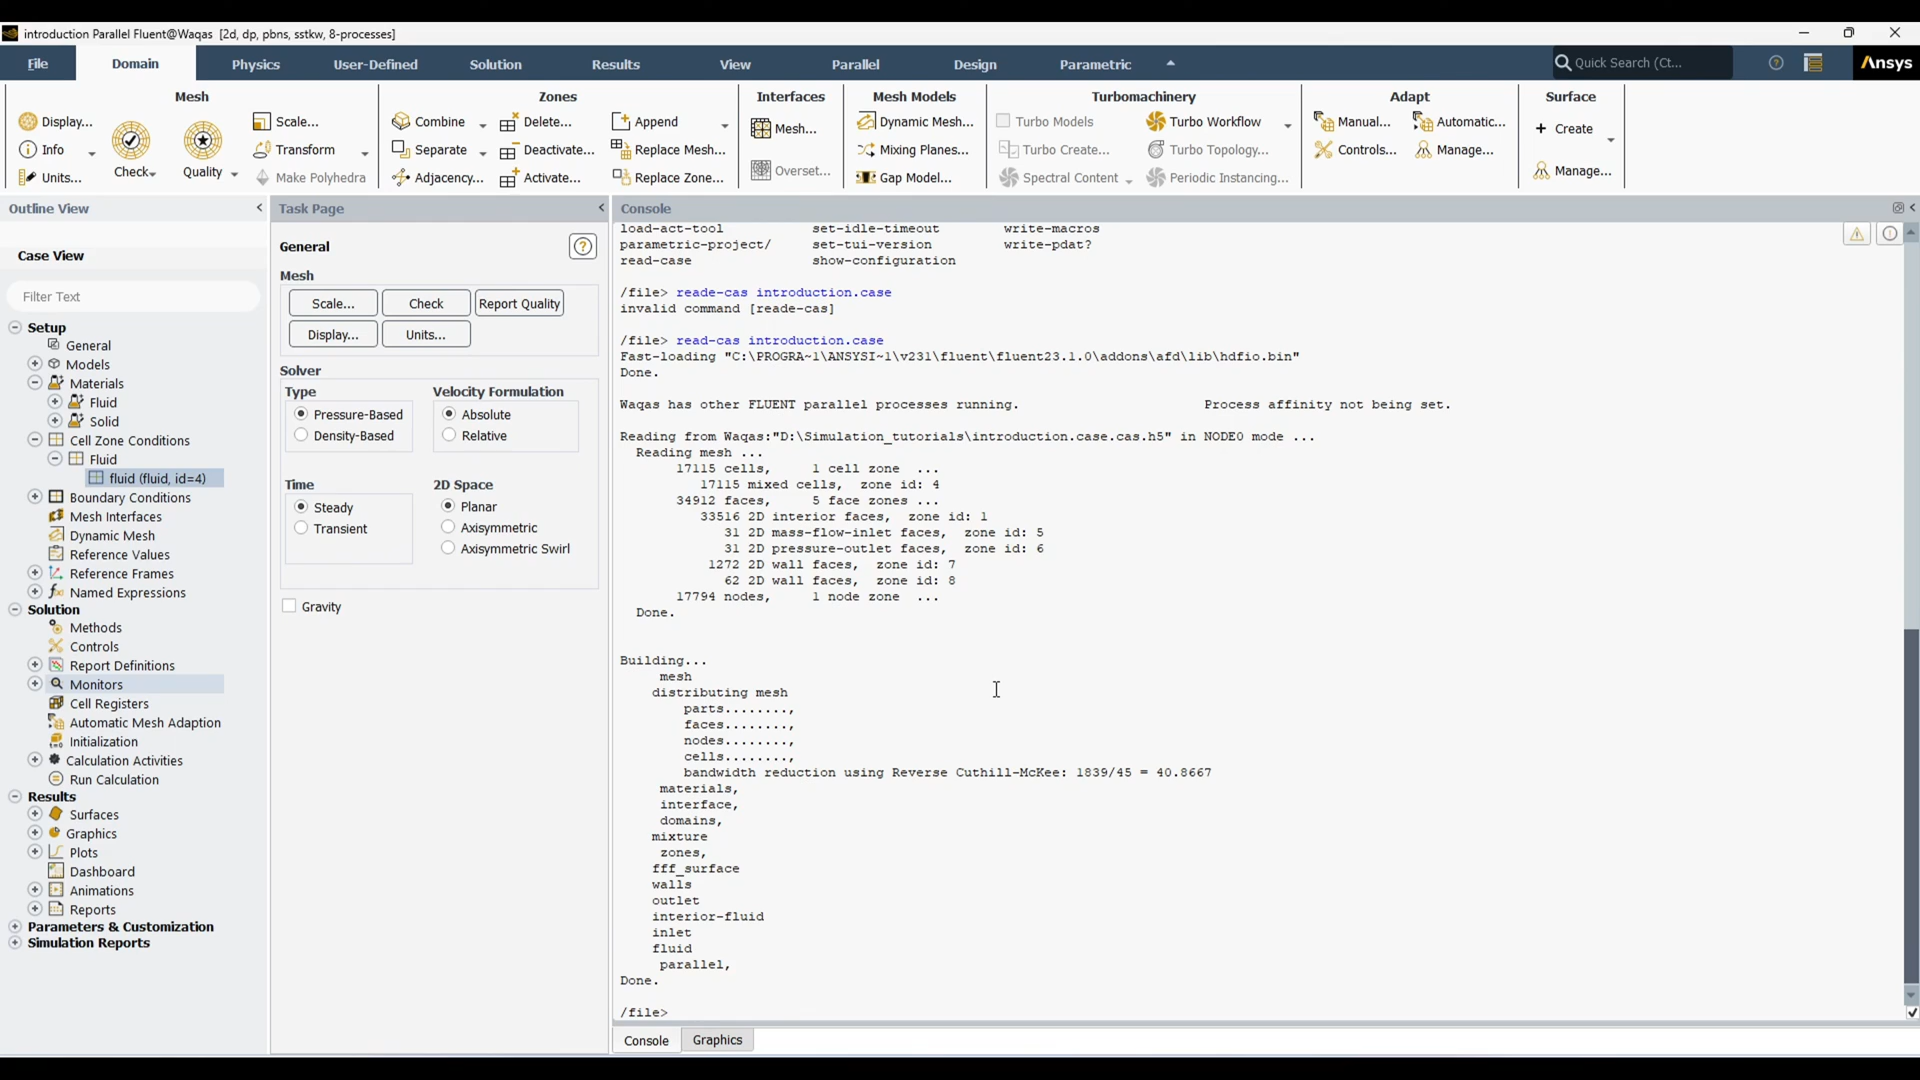 introduction Parallel Fluent@Waqas [2d, dp, pbns, sstkw, 8-processes]
File Domain Physics User-Defined Solution Results View Parallel Design Parametric Quick Search (Ct... Ansys
Mesh
Display...
Info
Units...
Check
Quality
Scale...
Transform
Make Polyhedra
Zones
Combine Delete... Append
Separate Deactivate... Replace Mesh...
Adjacency... Activate... Replace Zone...
Interfaces
Mesh...
Overset...
Mesh Models
Dynamic Mesh...
Mixing Planes...
Gap Model...
Turbomachinery
Turbo Models Turbo Workflow
Turbo Create... Turbo Topology...
Spectral Content Periodic Instancing...
Adapt
Manual... Automatic...
Controls... Manage...
Surface
+ Create
Manage...
Outline View
Case View
Filter Text
Setup
General
Models
Materials
Fluid
Solid
Cell Zone Conditions
Fluid
fluid (fluid, id=4)
Boundary Conditions
Mesh Interfaces
Dynamic Mesh
Reference Values
Reference Frames
Named Expressions
Solution
Methods
Controls
Report Definitions
Monitors
Cell Registers
Automatic Mesh Adaption
Initialization
Calculation Activities
Run Calculation
Results
Surfaces
Graphics
Plots
Dashboard
Animations
Reports
Parameters & Customization
Simulation Reports
Task Page
General
Mesh
Scale... Check Report Quality
Display... Units...
Solver
Type
Pressure-Based
Density-Based
Velocity Formulation
Absolute
Relative
Time
Steady
Transient
2D Space
Planar
Axisymmetric
Axisymmetric Swirl
Gravity
Console
load-act-tool set-idle-timeout write-macros
parametric-project/ set-tui-version write-pdat?
read-case show-configuration
/file> reade-cas introduction.case
invalid command [reade-cas]
/file> read-cas introduction.case
Fast-loading "C:\PROGRA~1\ANSYSI~1\v231\fluent\fluent23.1.0\addons\afd\lib\hdfio.bin"
Done.
Waqas has other FLUENT parallel processes running. Process affinity not being set.
Reading from Waqas:"D:\Simulation_tutorials\introduction.case.cas.h5" in NODE0 mode ...
Reading mesh ...
17115 cells, 1 cell zone ...
17115 mixed cells, zone id: 4
34912 faces, 5 face zones ...
33516 2D interior faces, zone id: 1
31 2D mass-flow-inlet faces, zone id: 5
31 2D pressure-outlet faces, zone id: 6
1272 2D wall faces, zone id: 7
62 2D wall faces, zone id: 8
17794 nodes, 1 node zone ...
Done.
Building...
mesh
distributing mesh
parts........,
faces........,
nodes........,
cells........,
bandwidth reduction using Reverse Cuthill-McKee: 1839/45 = 40.8667
materials,
interface,
domains,
mixture
zones,
fff_surface
walls
outlet
interior-fluid
inlet
fluid
parallel,
Done.
/file>
Console Graphics